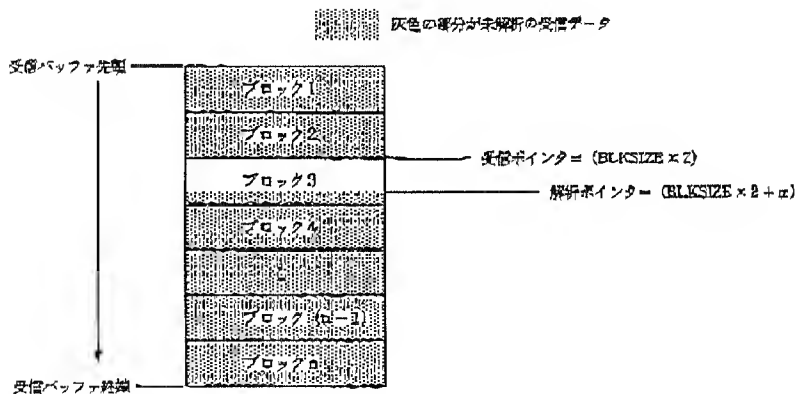 灰色の部分が未解析の受信データ
受信バッファ先頭
ブロック1
ブロック2
受信ポインタ=(BLKSIZE×2)
ブロック3
解析ポインタ=(BLKSIZE×2+α)
ブロック4
ブロック(n-1)
ブロックn
受信バッファ終端